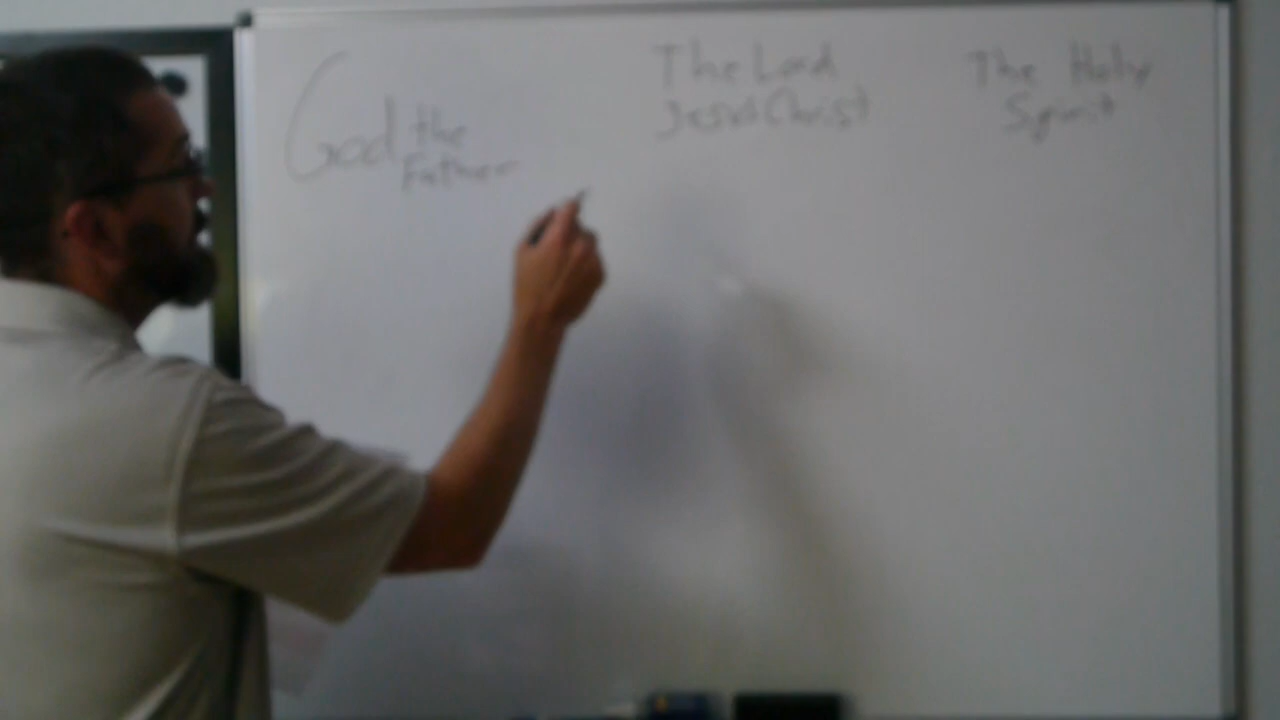 God the
Father
The Lord
Jesus Christ
The Holy
Spirit